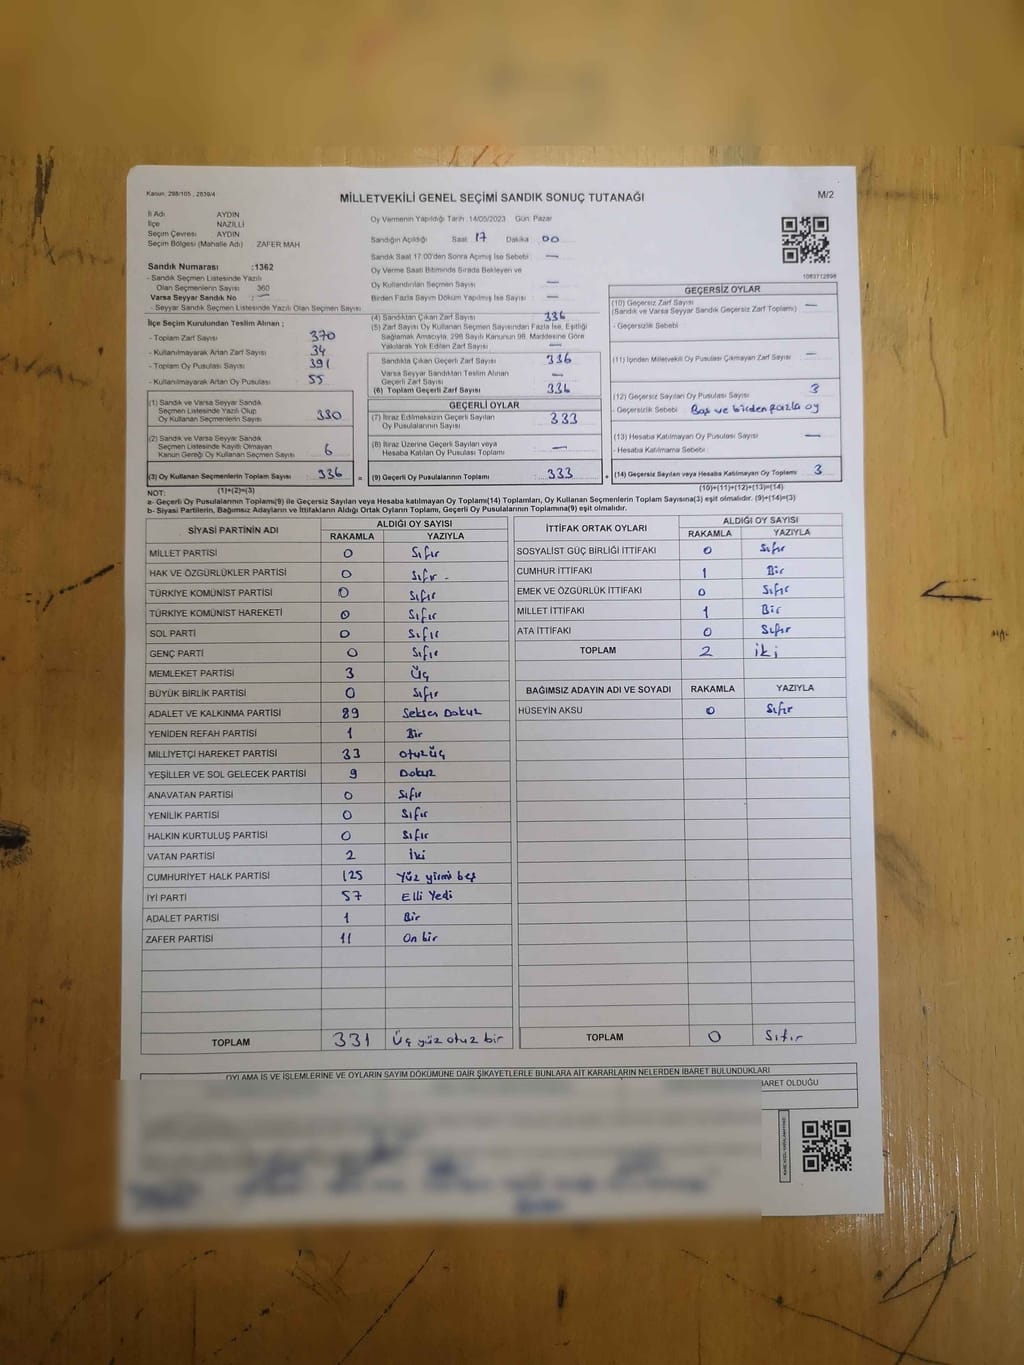 Kanun: 298/105 , 2839/4
MİLLETVEKİLİ GENEL SEÇİMİ SANDIK SONUÇ TUTANAĞI
M/2
İl Adı AYDIN
İlçe NAZİLLİ
Seçim Çevresi AYDIN
Seçim Bölgesi (Mahalle Adı) ZAFER MAH.
Oy Vermenin Yapıldığı Tarih :14/05/2023 Gün: Pazar
Sandığın Açıldığı Saat 17 Dakika 00
Sandık Saat 17:00'den Sonra Açılmış İse Sebebi : —
Oy Verme Saati Bitiminde Sırada Bekleyen ve
Oy Kullandırılan Seçmen Sayısı —
Birden Fazla Sayım Döküm Yapılmış İse Sayısı : —
Sandık Numarası :1362
- Sandık Seçmen Listesinde Yazılı
Olan Seçmenlerin Sayısı 360
Varsa Seyyar Sandık No : —
- Seyyar Sandık Seçmen Listesinde Yazılı Olan Seçmen Sayısı
İlçe Seçim Kurulundan Teslim Alınan ;
- Toplam Zarf Sayısı 370
- Kullanılmayarak Artan Zarf Sayısı 34
- Toplam Oy Pusulası Sayısı 391
- Kullanılmayarak Artan Oy Pusulası 55
(1) Sandık ve Varsa Seyyar Sandık
Seçmen Listesinde Yazılı Olup
Oy Kullanan Seçmenlerin Sayısı 330
(2) Sandık ve Varsa Seyyar Sandık
Seçmen Listesinde Kayıtlı Olmayan
Kanun Gereği Oy Kullanan Seçmen Sayısı 6
(3) Oy Kullanan Seçmenlerin Toplam Sayısı 336
(1)+(2)=(3)
(4) Sandıktan Çıkan Zarf Sayısı 336
(5) Zarf Sayısı Oy Kullanan Seçmen Sayısından Fazla İse, Eşitliği
Sağlamak Amacıyla, 298 Sayılı Kanunun 98. Maddesine Göre
Yakılarak Yok Edilen Zarf Sayısı —
Sandıkta Çıkan Geçerli Zarf Sayısı 336
Varsa Seyyar Sandıktan Teslim Alınan
Geçerli Zarf Sayısı —
(6) Toplam Geçerli Zarf Sayısı 336
GEÇERLİ OYLAR
(7) İtiraz Edilmeksizin Geçerli Sayılan
Oy Pusulalarının Sayısı 333
(8) İtiraz Üzerine Geçerli Sayılan veya
Hesaba Katılan Oy Pusulası Toplamı —
= (9) Geçerli Oy Pusulalarının Toplamı 333
1083712898
GEÇERSİZ OYLAR
(10) Geçersiz Zarf Sayısı
(Sandık ve Varsa Seyyar Sandık Geçersiz Zarf Toplamı) —
- Geçersizlik Sebebi
(11) İçinden Milletvekili Oy Pusulası Çıkmayan Zarf Sayısı —
(12) Geçersiz Sayılan Oy Pusulası Sayısı 3
- Geçersizlik Sebebi Boş ve birden fazla oy
(13) Hesaba Katılmayan Oy Pusulası Sayısı —
- Hesaba Katılmama Sebebi
+ (14) Geçersiz Sayılan veya Hesaba Katılmayan Oy Toplamı 3
(10)+(11)+(12)+(13)=(14)
NOT:
a- Geçerli Oy Pusulalarının Toplamı(9) ile Geçersiz Sayılan veya Hesaba katılmayan Oy Toplamı(14) Toplamları, Oy Kullanan Seçmenlerin Toplam Sayısına(3) eşit olmalıdır. (9)+(14)=(3)
b- Siyasi Partilerin, Bağımsız Adayların ve İttifakların Aldığı Ortak Oyların Toplamı, Geçerli Oy Pusulalarının Toplamına(9) eşit olmalıdır.
SİYASİ PARTİNİN ADI ALDIĞI OY SAYISI
RAKAMLA YAZIYLA
MİLLET PARTİSİ 0 Sıfır
HAK VE ÖZGÜRLÜKLER PARTİSİ 0 Sıfır
TÜRKİYE KOMÜNİST PARTİSİ 0 Sıfır
TÜRKİYE KOMÜNİST HAREKETİ 0 Sıfır
SOL PARTİ 0 Sıfır
GENÇ PARTİ 0 Sıfır
MEMLEKET PARTİSİ 3 Üç
BÜYÜK BİRLİK PARTİSİ 0 Sıfır
ADALET VE KALKINMA PARTİSİ 89 Seksen Dokuz
YENİDEN REFAH PARTİSİ 1 Bir
MİLLİYETÇİ HAREKET PARTİSİ 33 Otuzüç
YEŞİLLER VE SOL GELECEK PARTİSİ 9 Dokuz
ANAVATAN PARTİSİ 0 Sıfır
YENİLİK PARTİSİ 0 Sıfır
HALKIN KURTULUŞ PARTİSİ 0 Sıfır
VATAN PARTİSİ 2 İki
CUMHURİYET HALK PARTİSİ 125 Yüz yirmi beş
İYİ PARTİ 57 Elli Yedi
ADALET PARTİSİ 1 Bir
ZAFER PARTİSİ 11 On bir
TOPLAM 331 Üç yüz otuz bir
İTTİFAK ORTAK OYLARI ALDIĞI OY SAYISI
RAKAMLA YAZIYLA
SOSYALİST GÜÇ BİRLİĞİ İTTİFAKI 0 Sıfır
CUMHUR İTTİFAKI 1 Bir
EMEK VE ÖZGÜRLÜK İTTİFAKI 0 Sıfır
MİLLET İTTİFAKI 1 Bir
ATA İTTİFAKI 0 Sıfır
TOPLAM 2 iki
BAĞIMSIZ ADAYIN ADI VE SOYADI RAKAMLA YAZIYLA
HÜSEYİN AKSU 0 Sıfır
TOPLAM 0 Sıfır
OYLAMA İŞ VE İŞLEMLERİNE VE OYLARIN SAYIM DÖKÜMÜNE DAİR ŞİKAYETLERLE BUNLARA AİT KARARLARIN NELERDEN İBARET BULUNDUKLARI
İBARET OLDUĞU